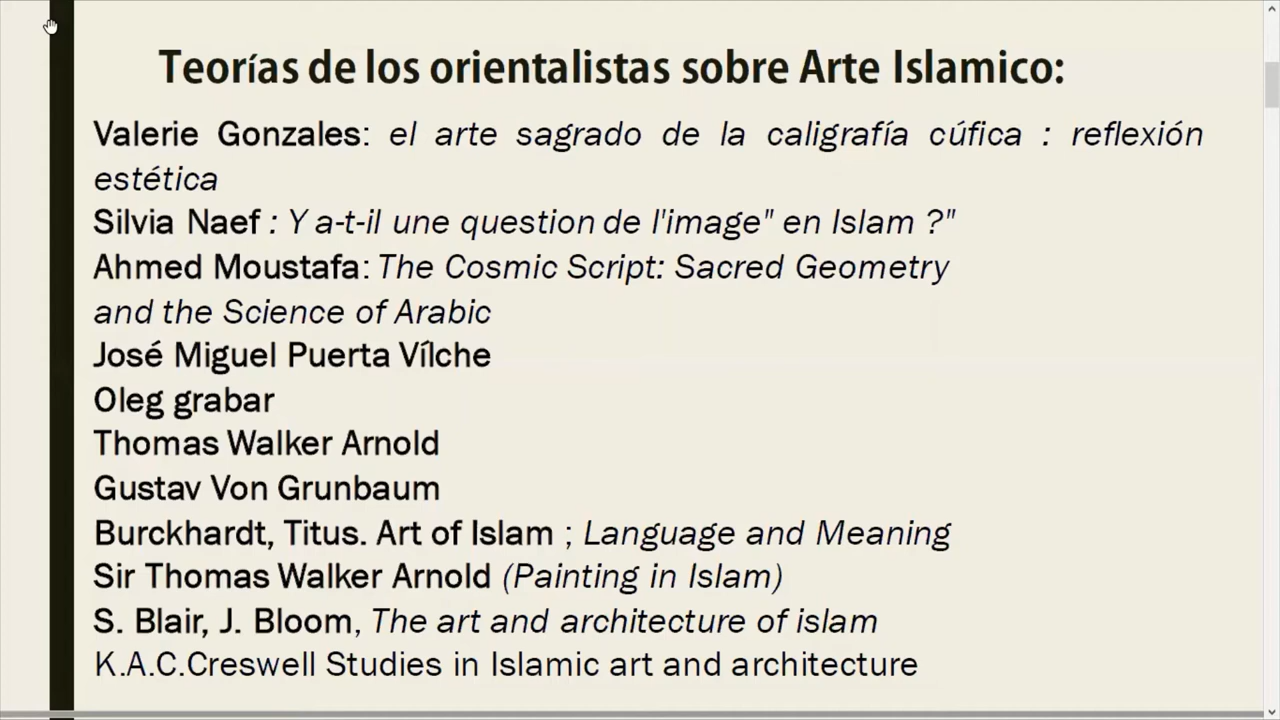 Teorías de los orientalistas sobre Arte Islamico:
Valerie Gonzales: el arte sagrado de la caligrafía cúfica : reflexión
estética
Silvia Naef : Y a-t-il une question de l'image" en Islam ?"
Ahmed Moustafa: The Cosmic Script: Sacred Geometry
and the Science of Arabic
José Miguel Puerta Vílche
Oleg grabar
Thomas Walker Arnold
Gustav Von Grunbaum
Burckhardt, Titus. Art of Islam ; Language and Meaning
Sir Thomas Walker Arnold (Painting in Islam)
S. Blair, J. Bloom, The art and architecture of islam
K.A.C.Creswell Studies in Islamic art and architecture